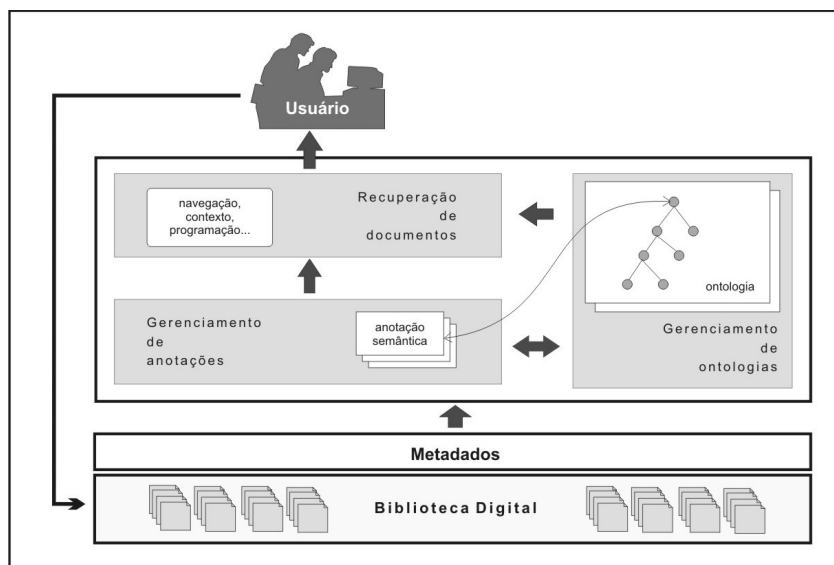 Usuário
navegação,
contexto,
programação...
Recuperação
de
documentos
ontologia
Gerenciamento
de
anotações
anotação
semântica
Gerenciamento
de
ontologias
Metadados
Biblioteca Digital